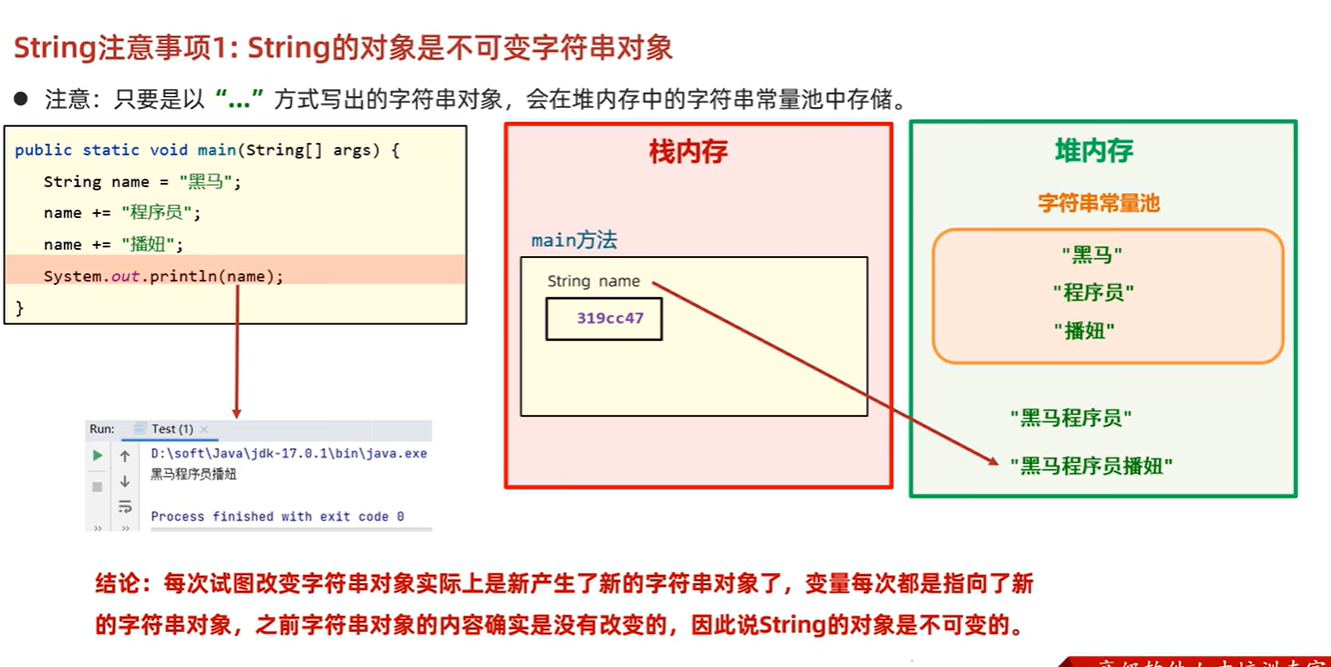 String注意事项1: String的对象是不可变字符串对象
● 注意：只要是以 “…” 方式写出的字符串对象，会在堆内存中的字符串常量池中存储。
public static void main(String[] args) {
String name = "黑马";
name += "程序员";
name += "播妞";
System.out.println(name);
}
Run: Test (1) ×
D:\soft\Java\jdk-17.0.1\bin\java.exe
黑马程序员播妞
Process finished with exit code 0
栈内存
main方法
String name
319cc47
堆内存
字符串常量池
"黑马"
"程序员"
"播妞"
"黑马程序员"
"黑马程序员播妞"
结论：每次试图改变字符串对象实际上是新产生了新的字符串对象了，变量每次都是指向了新
的字符串对象，之前字符串对象的内容确实是没有改变的，因此说String的对象是不可变的。